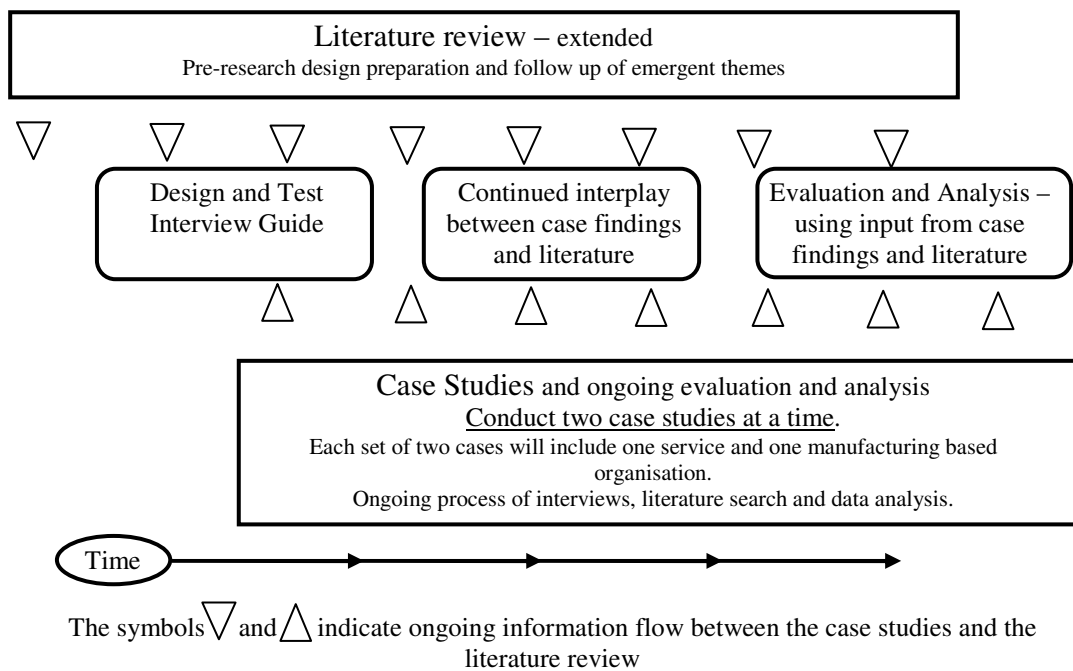 Literature review – extended
Pre-research design preparation and follow up of emergent themes
Design and Test
Interview Guide
Continued interplay
between case findings
and literature
Evaluation and Analysis –
using input from case
findings and literature
Case Studies and ongoing evaluation and analysis
Conduct two case studies at a time.
Each set of two cases will include one service and one manufacturing based
organisation.
Ongoing process of interviews, literature search and data analysis.
Time
The symbols ▽ and △ indicate ongoing information flow between the case studies and the
literature review